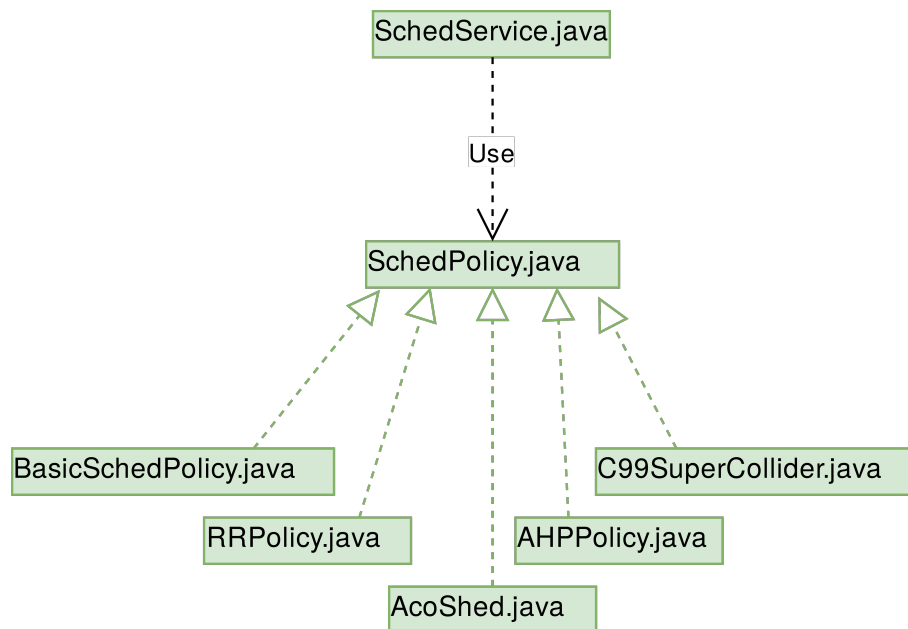 SchedService.java
Use
SchedPolicy.java
BasicSchedPolicy.java
C99SuperCollider.java
RRPolicy.java
AHPPolicy.java
AcoShed.java